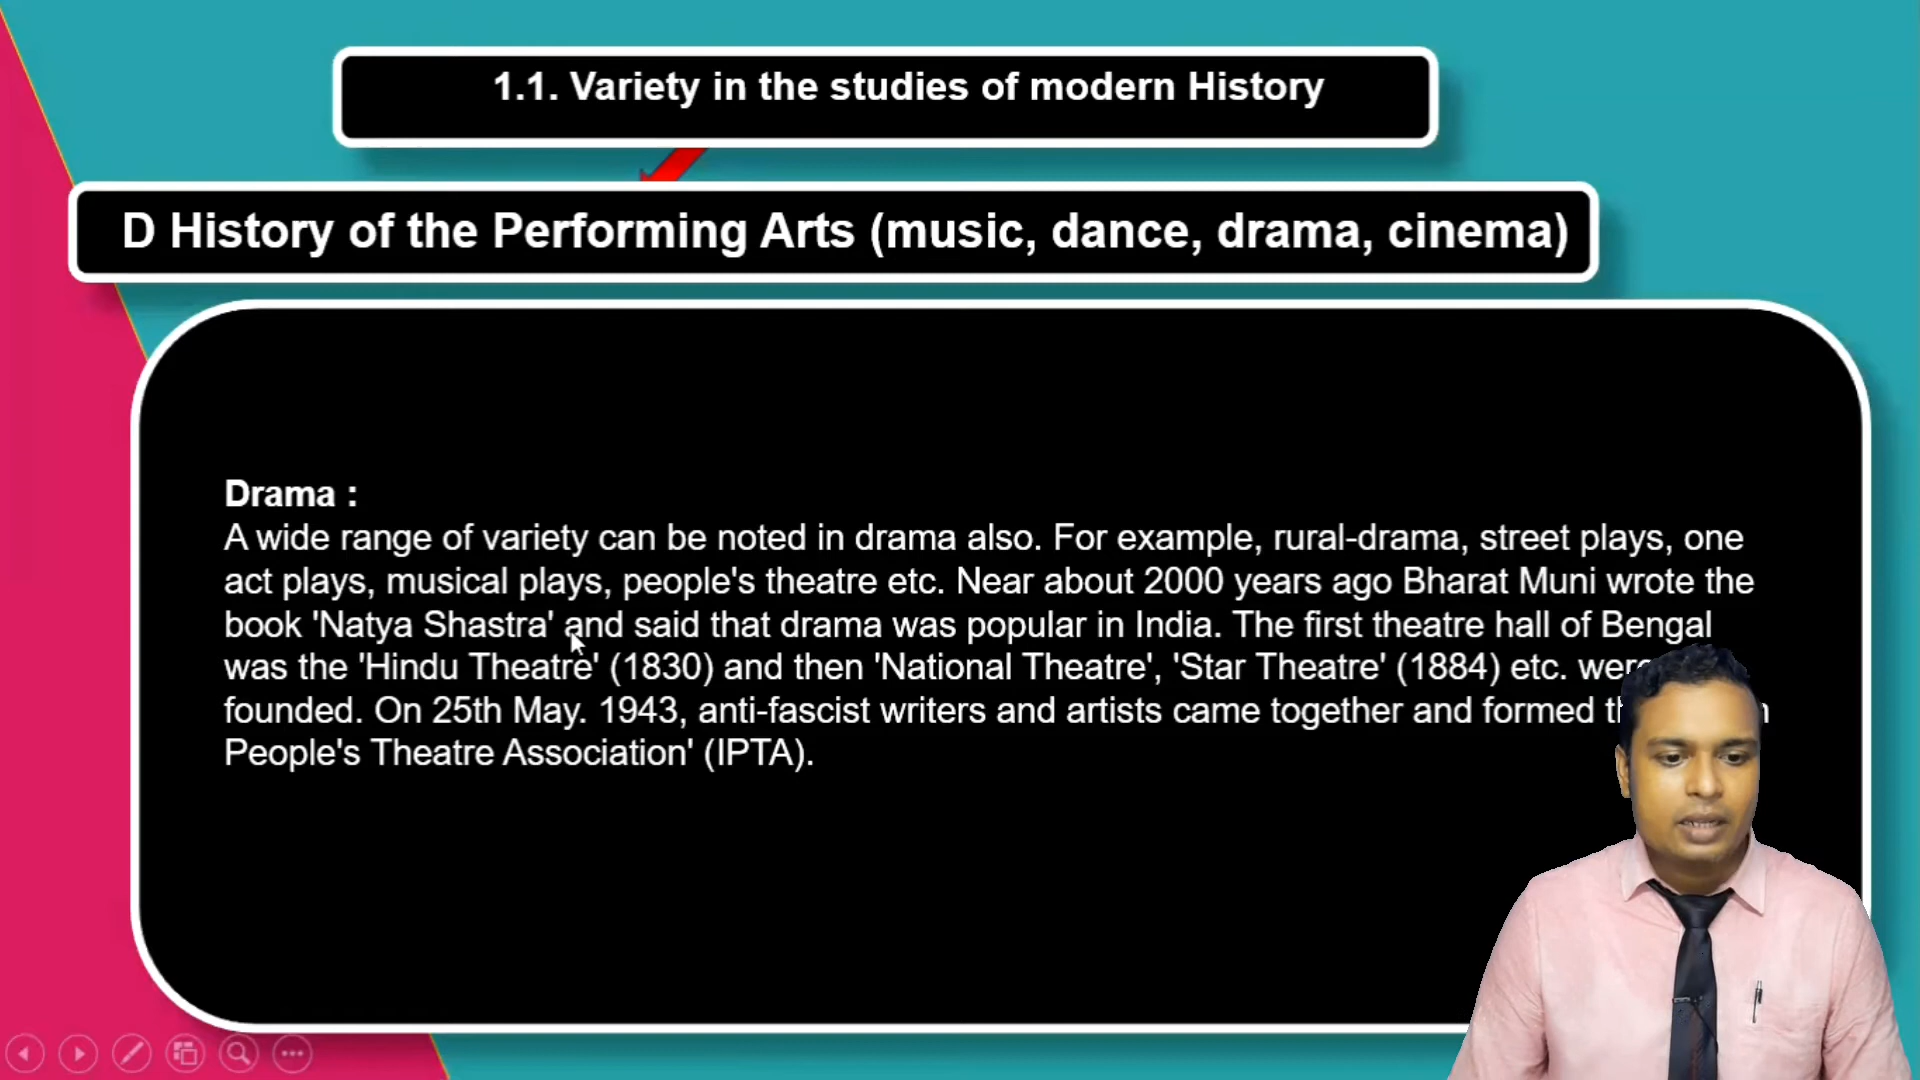 1.1. Variety in the studies of modern History
D History of the Performing Arts (music, dance, drama, cinema)
Drama :
A wide range of variety can be noted in drama also. For example, rural-drama, street plays, one
act plays, musical plays, people's theatre etc. Near about 2000 years ago Bharat Muni wrote the
book 'Natya Shastra' and said that drama was popular in India. The first theatre hall of Bengal
was the 'Hindu Theatre' (1830) and then 'National Theatre', 'Star Theatre' (1884) etc. were
founded. On 25th May. 1943, anti-fascist writers and artists came together and formed
People's Theatre Association' (IPTA).